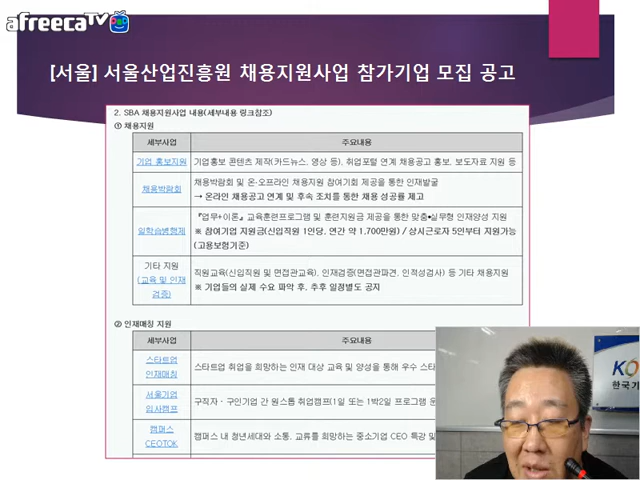 afreecaTV
[서울] 서울산업진흥원 채용지원사업 참가기업 모집 공고
2. SBA 채용지원사업 내용(세부내용 링크참조)
① 채용지원
세부사업 주요내용
기업 홍보지원 기업홍보 콘텐츠 제작(카드뉴스, 영상 등), 취업포털 연계 채용공고 홍보, 보도자료 지원 등
채용박람회 채용박람회 및 온·오프라인 채용지원 참여기회 제공을 통한 인재발굴
→ 온라인 채용공고 연계 및 후속 조치를 통한 채용 성공률 제고
일학습병행제 『업무+이론』 교육훈련프로그램 및 훈련지원금 제공을 통한 맞춤•실무형 인재양성 지원
※ 참여기업 지원금(신입직원 1인당, 연간 약 1,700만원) / 상시근로자 5인부터 지원가능
(고용보험기준)
기타 지원
(교육 및 인재
검증)
직원교육(신입직원 및 면접관교육), 인재검증(면접관파견, 인적성검사) 등 기타 채용지원
※ 기업들의 실제 수요 파악 후, 추후 일정별도 공지
② 인재매칭 지원
세부사업 주요내용
스타트업
인재매칭
스타트업 취업을 희망하는 인재 대상 교육 및 양성을 통해 우수 스타
서울기업
입사캠프
구직자 · 구인기업 간 원스톱 취업캠프(1일 또는 1박2일 프로그램 운
캠퍼스
CEOTOK
캠퍼스 내 청년세대와 소통, 교류를 희망하는 중소기업 CEO 특강 및
KO
한국기